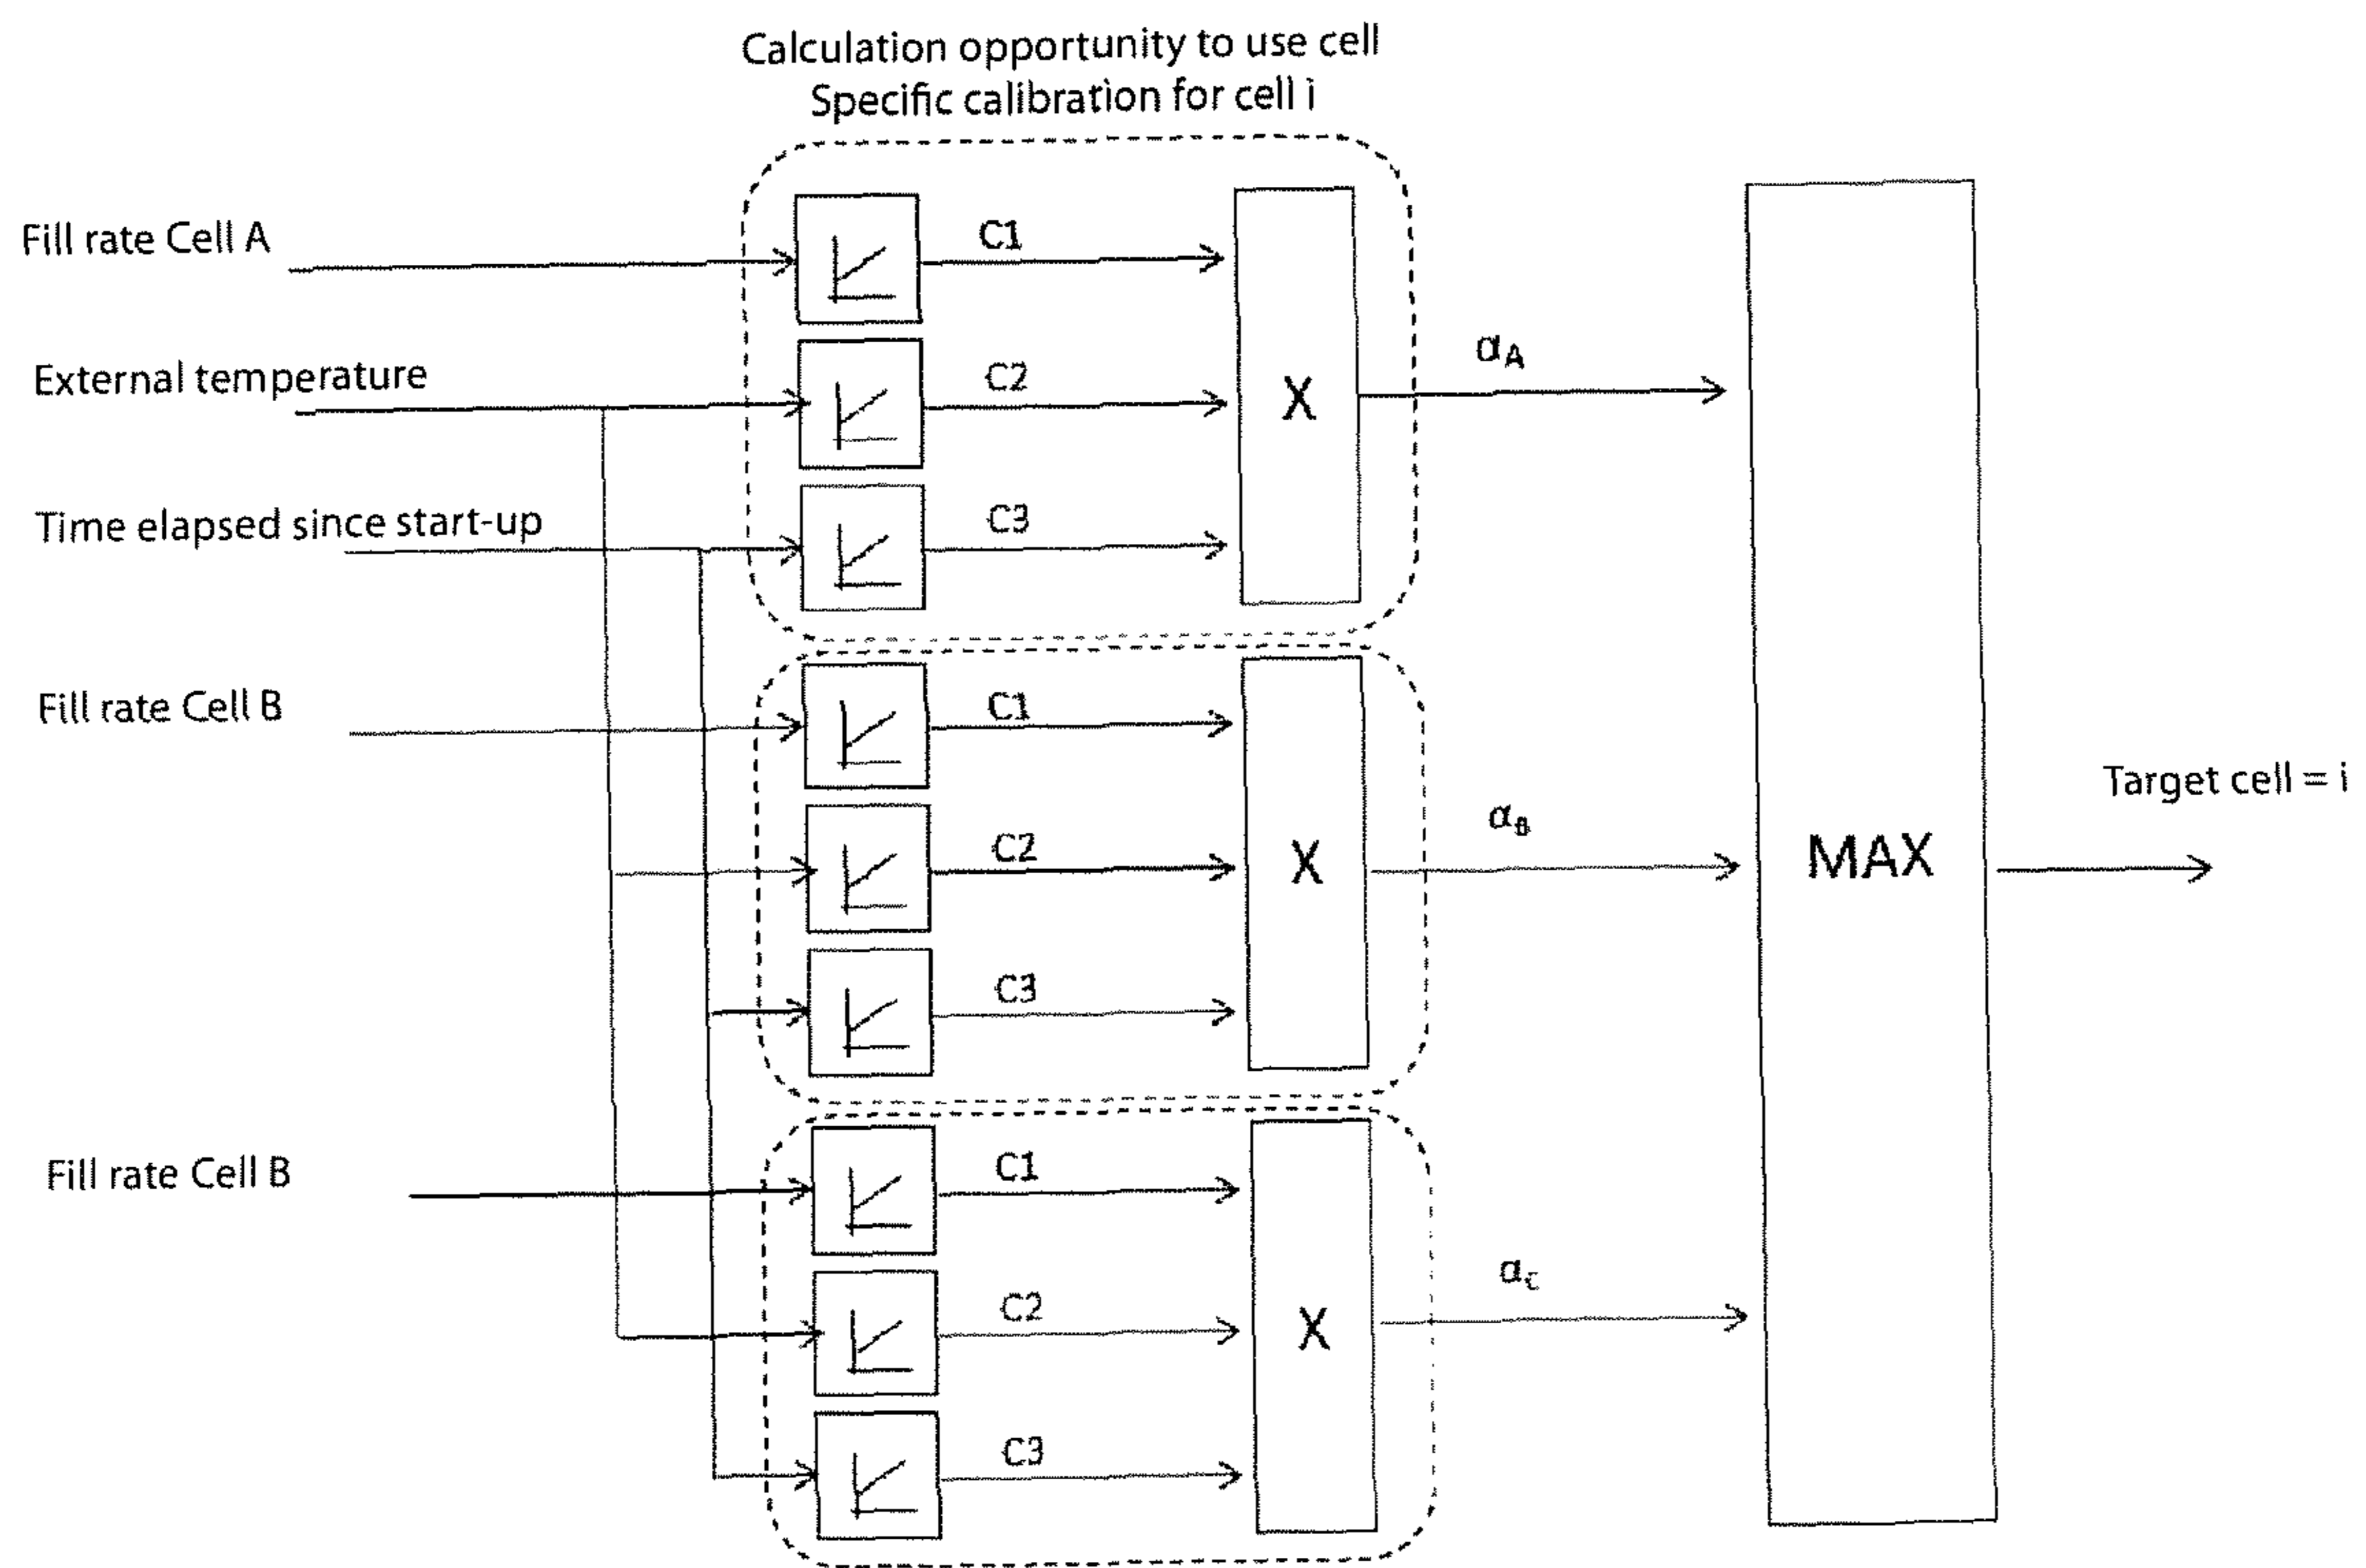 Calculation opportunity to use cell
Specific calibration for cell i
Fill rate Cell A
C1
External temperature
C2
X
αA
Time elapsed since start-up
C3
Fill rate Cell B
C1
C2
X
αB
C3
MAX
Target cell = i
Fill rate Cell B
C1
C2
X
αC
C3